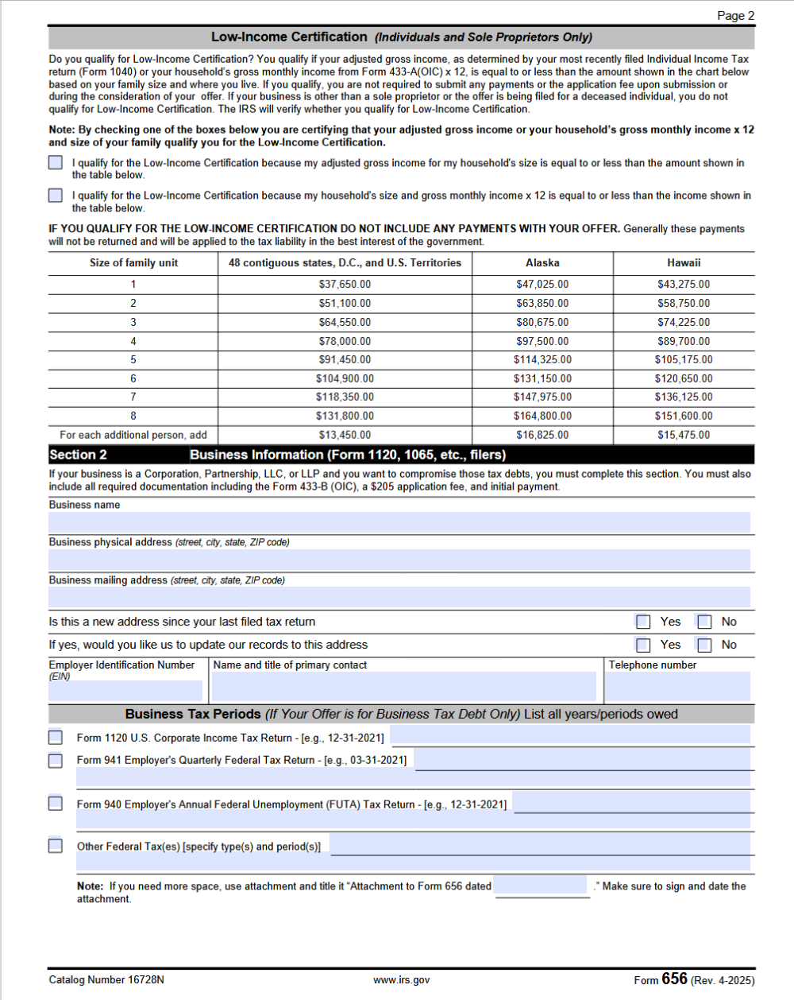 Page 2
Low-Income Certification (Individuals and Sole Proprietors Only)
Do you qualify for Low-Income Certification? You qualify if your adjusted gross income, as determined by your most recently filed Individual Income Tax
return (Form 1040) or your household's gross monthly income from Form 433-A(OIC) x 12, is equal to or less than the amount shown in the chart below
based on your family size and where you live. If you qualify, you are not required to submit any payments or the application fee upon submission or
during the consideration of your offer. If your business is other than a sole proprietor or the offer is being filed for a deceased individual, you do not
qualify for Low-Income Certification. The IRS will verify whether you qualify for Low-Income Certification.
Note: By checking one of the boxes below you are certifying that your adjusted gross income or your household's gross monthly income x 12
and size of your family qualify you for the Low-Income Certification.
I qualify for the Low-Income Certification because my adjusted gross income for my household's size is equal to or less than the amount shown in
the table below.
I qualify for the Low-Income Certification because my household's size and gross monthly income x 12 is equal to or less than the income shown in
the table below.
IF YOU QUALIFY FOR THE LOW-INCOME CERTIFICATION DO NOT INCLUDE ANY PAYMENTS WITH YOUR OFFER. Generally these payments
will not be returned and will be applied to the tax liability in the best interest of the government.
Size of family unit 48 contiguous states, D.C., and U.S. Territories Alaska Hawaii
1 $37,650.00 $47,025.00 $43,275.00
2 $51,100.00 $63,850.00 $58,750.00
3 $64,550.00 $80,675.00 $74,225.00
4 $78,000.00 $97,500.00 $89,700.00
5 $91,450.00 $114,325.00 $105,175.00
6 $104,900.00 $131,150.00 $120,650.00
7 $118,350.00 $147,975.00 $136,125.00
8 $131,800.00 $164,800.00 $151,600.00
For each additional person, add $13,450.00 $16,825.00 $15,475.00
Section 2 Business Information (Form 1120, 1065, etc., filers)
If your business is a Corporation, Partnership, LLC, or LLP and you want to compromise those tax debts, you must complete this section. You must also
include all required documentation including the Form 433-B (OIC), a $205 application fee, and initial payment.
Business name
Business physical address (street, city, state, ZIP code)
Business mailing address (street, city, state, ZIP code)
Is this a new address since your last filed tax return Yes No
If yes, would you like us to update our records to this address Yes No
Employer Identification Number Name and title of primary contact Telephone number
(EIN)
Business Tax Periods (If Your Offer is for Business Tax Debt Only) List all years/periods owed
Form 1120 U.S. Corporate Income Tax Return - [e.g., 12-31-2021]
Form 941 Employer's Quarterly Federal Tax Return - [e.g., 03-31-2021]
Form 940 Employer's Annual Federal Unemployment (FUTA) Tax Return - [e.g., 12-31-2021]
Other Federal Tax(es) [specify type(s) and period(s)]
Note: If you need more space, use attachment and title it "Attachment to Form 656 dated ." Make sure to sign and date the
attachment.
Catalog Number 16728N www.irs.gov Form 656 (Rev. 4-2025)